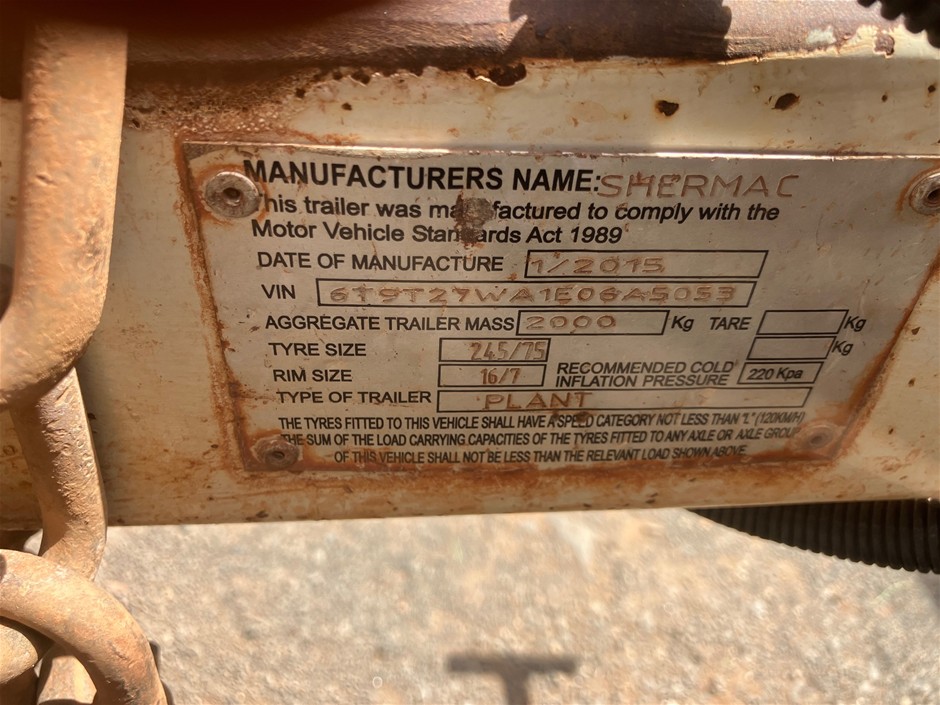 MANUFACTURERS NAME: SHERMAC
This trailer was manufactured to comply with the
Motor Vehicle Standards Act 1989
DATE OF MANUFACTURE 1/2015
VIN 6T9T27WA1E06A5053
AGGREGATE TRAILER MASS 2000 Kg TARE Kg
TYRE SIZE 245/75 Kg
RIM SIZE 16/7 RECOMMENDED COLD INFLATION PRESSURE 220 Kpa
TYPE OF TRAILER PLANT
THE TYRES FITTED TO THIS VEHICLE SHALL HAVE A SPEED CATEGORY NOT LESS THAN "L" (120KM/H)
THE SUM OF THE LOAD CARRYING CAPACITIES OF THE TYRES FITTED TO ANY AXLE OR AXLE GROUP
OF THIS VEHICLE SHALL NOT BE LESS THAN THE RELEVANT LOAD SHOWN ABOVE